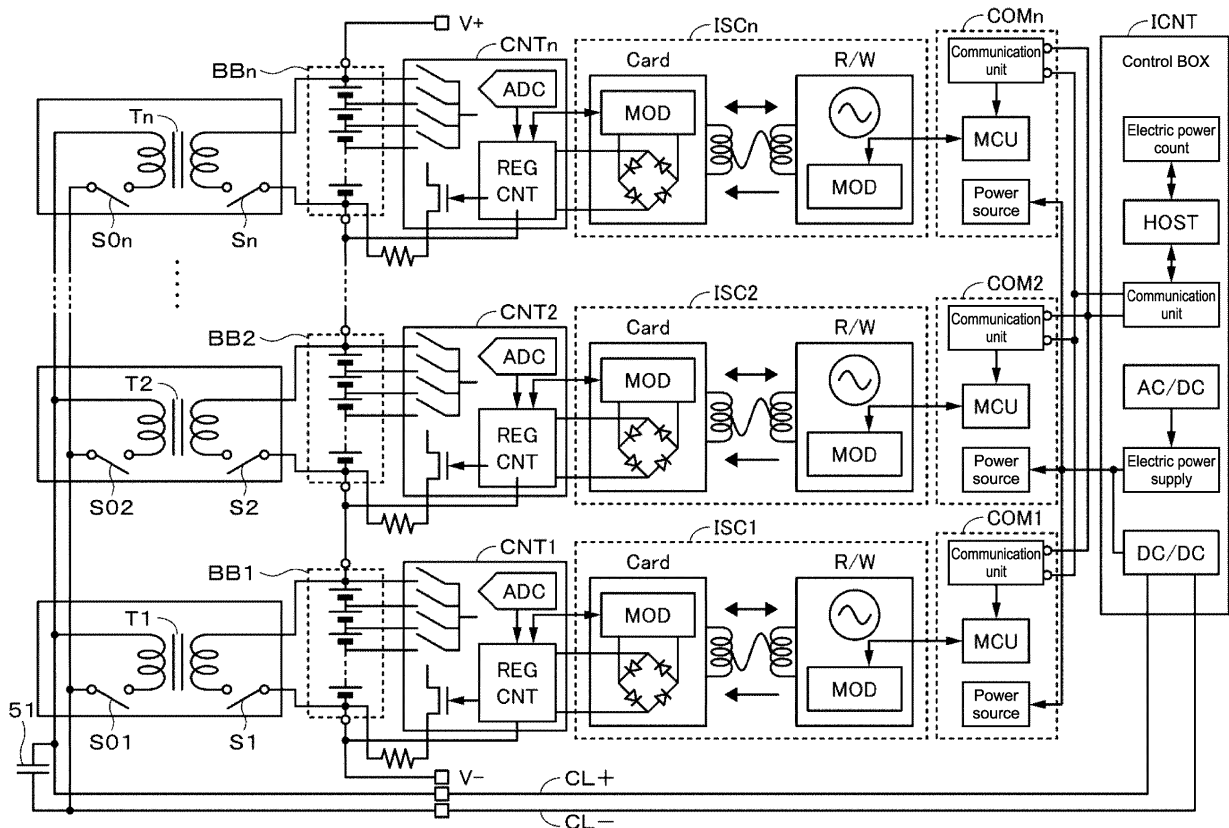 V+
CNTn
ISCn
COMn
ICNT
BBn
Tn
S0n
Sn
ADC
REG
CNT
Card
MOD
R/W
MOD
Communication
unit
MCU
Power
source
Control BOX
Electric power
count
HOST
Communication
unit
AC/DC
Electric power
supply
DC/DC
CNT2
ISC2
COM2
BB2
T2
S02
S2
ADC
REG
CNT
Card
MOD
R/W
MOD
Communication
unit
MCU
Power
source
CNT1
ISC1
COM1
BB1
T1
S01
S1
ADC
REG
CNT
Card
MOD
R/W
MOD
Communication
unit
MCU
Power
source
51
V-
CL+
CL-